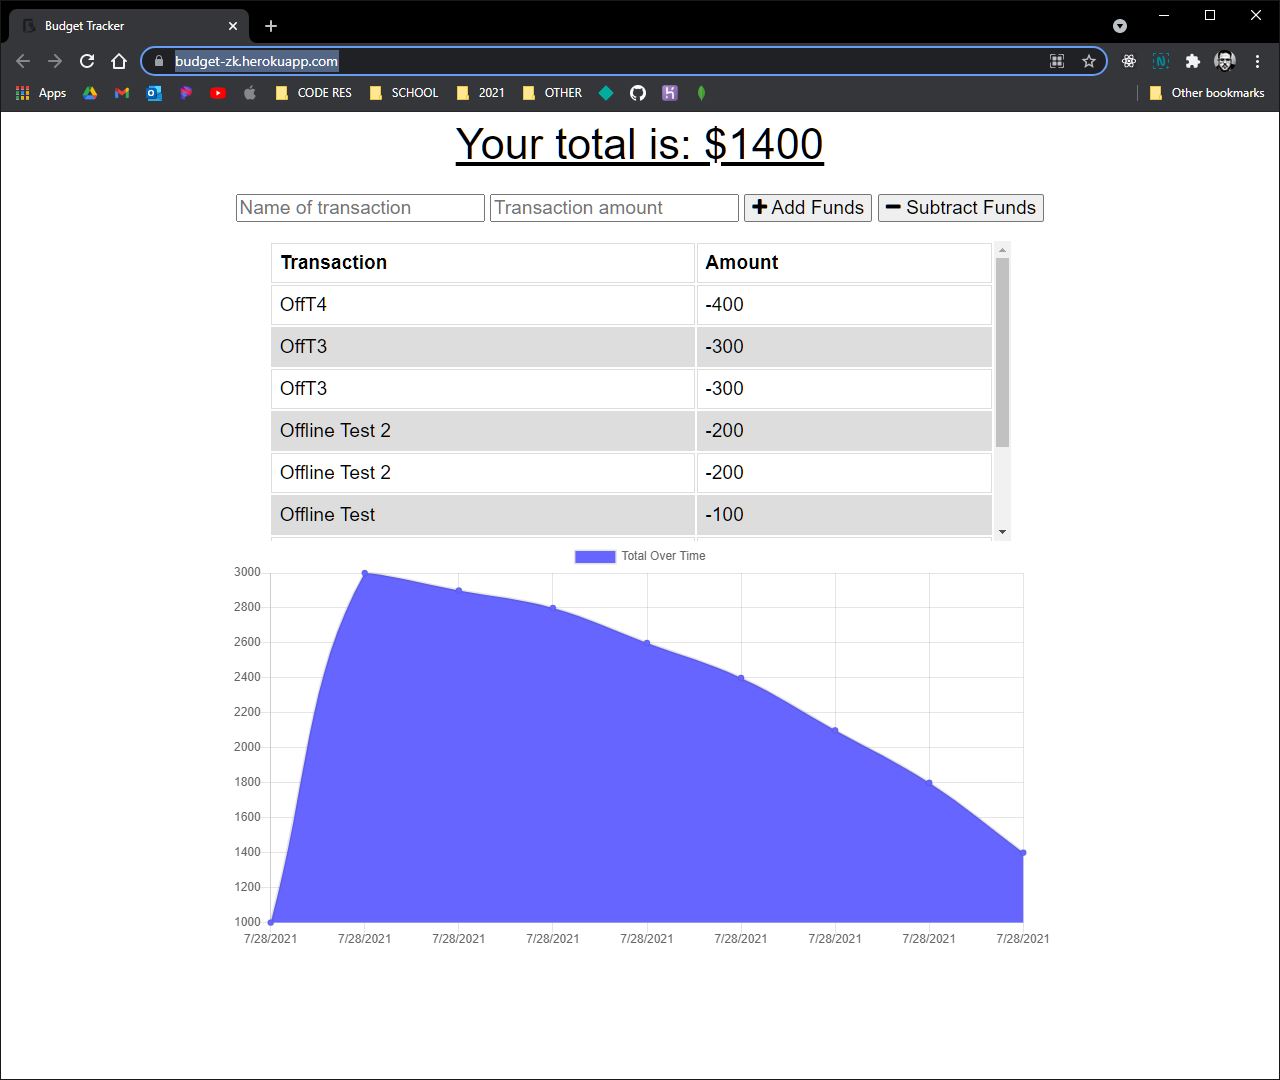 Budget Tracker
budget-zk.herokuapp.com
Apps CODE RES SCHOOL 2021 OTHER Other bookmarks
Your total is: $1400
Name of transaction Transaction amount Add Funds Subtract Funds
Transaction Amount
OffT4 -400
OffT3 -300
OffT3 -300
Offline Test 2 -200
Offline Test 2 -200
Offline Test -100
Total Over Time
3000
2800
2600
2400
2200
2000
1800
1600
1400
1200
1000
7/28/2021 7/28/2021 7/28/2021 7/28/2021 7/28/2021 7/28/2021 7/28/2021 7/28/2021 7/28/2021